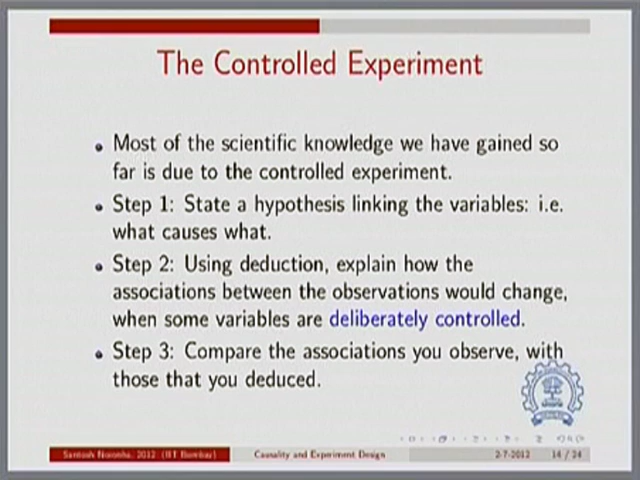 The Controlled Experiment
Most of the scientific knowledge we have gained so
far is due to the controlled experiment.
Step 1: State a hypothesis linking the variables: i.e.
what causes what.
Step 2: Using deduction, explain how the
associations between the observations would change,
when some variables are deliberately controlled.
Step 3: Compare the associations you observe, with
those that you deduced.
Santosh Noronha, 2012 (IIT Bombay) Causality and Experiment Design 2-7-2012 14 / 24